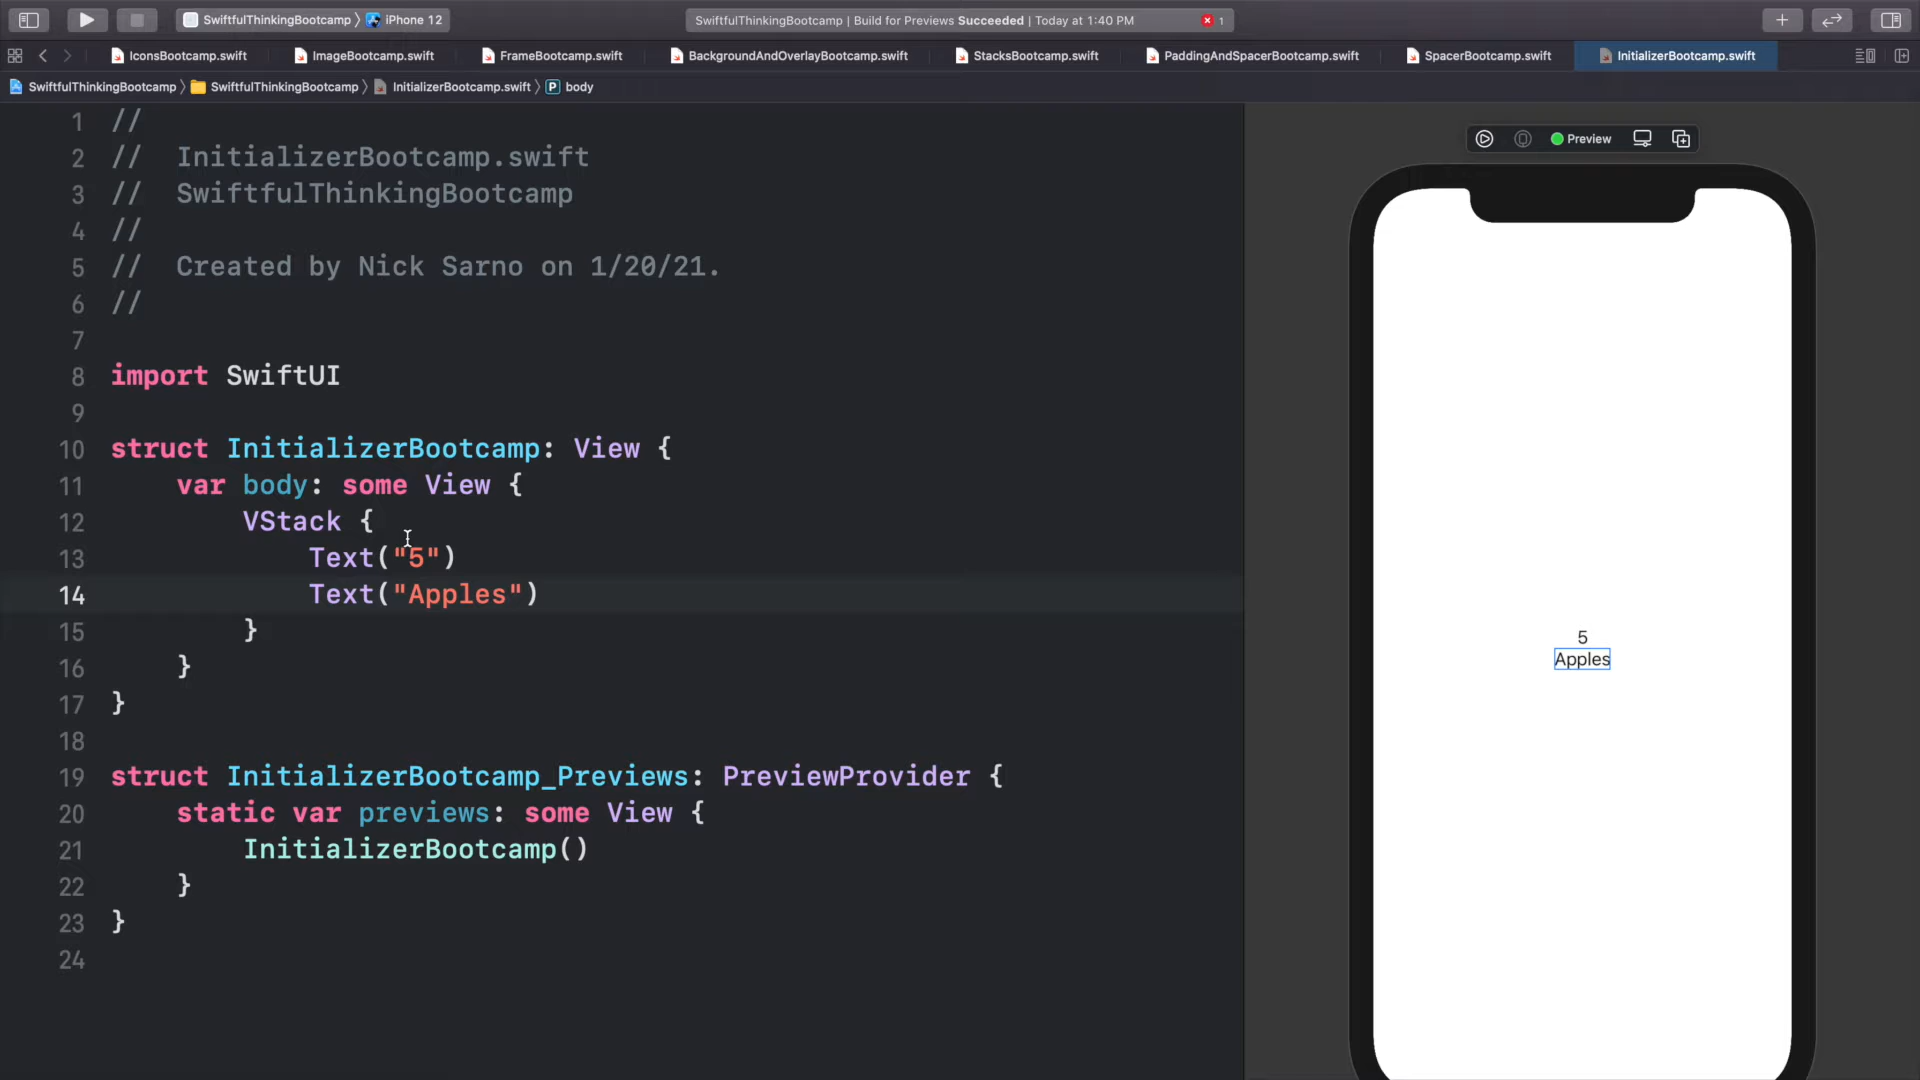 SwiftfulThinkingBootcamp 〉 iPhone 12
SwiftfulThinkingBootcamp | Build for Previews Succeeded | Today at 1:40 PM
1
IconsBootcamp.swift
ImageBootcamp.swift
FrameBootcamp.swift
BackgroundAndOverlayBootcamp.swift
StacksBootcamp.swift
PaddingAndSpacerBootcamp.swift
SpacerBootcamp.swift
InitializerBootcamp.swift
SwiftfulThinkingBootcamp 〉 SwiftfulThinkingBootcamp 〉 InitializerBootcamp.swift 〉 P body
1 //
2 //  InitializerBootcamp.swift
3 //  SwiftfulThinkingBootcamp
4 //
5 //  Created by Nick Sarno on 1/20/21.
6 //
7
8 import SwiftUI
9
10 struct InitializerBootcamp: View {
11     var body: some View {
12         VStack {
13             Text("5")
14             Text("Apples")
15         }
16     }
17 }
18
19 struct InitializerBootcamp_Previews: PreviewProvider {
20     static var previews: some View {
21         InitializerBootcamp()
22     }
23 }
24
Preview
5
Apples